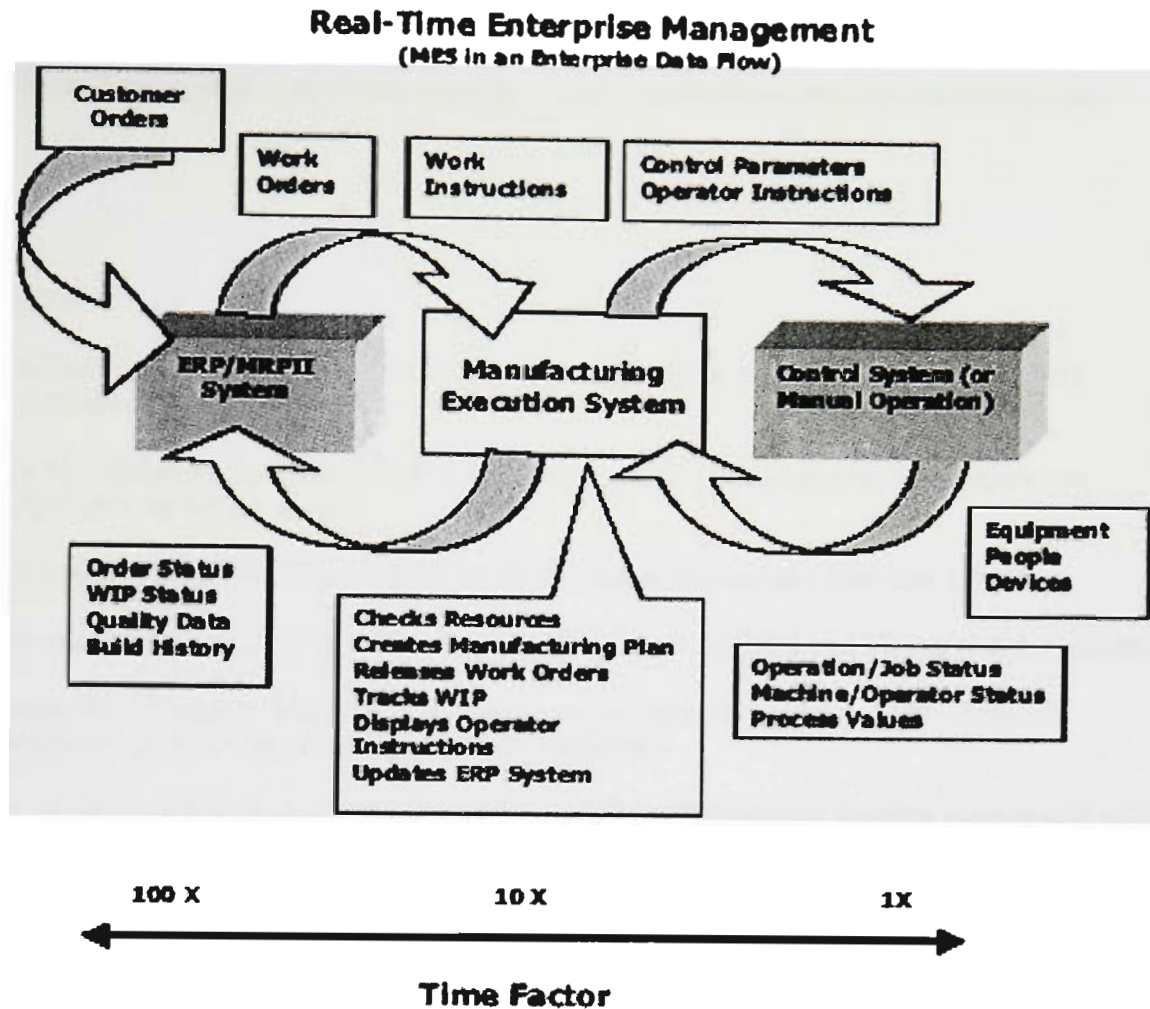 Real-Time Enterprise Management
(MES in an Enterprise Data Flow)
Customer
Orders
Work
Orders
Work
Instructions
Control Parameters
Operator Instructions
ERP/MRPII
System
Manufacturing
Execution System
Control System (or
Manual Operation)
Order Status
WIP Status
Quality Data
Build History
Checks Resources
Creates Manufacturing Plan
Releases Work Orders
Tracks WIP
Displays Operator
Instructions
Updates ERP System
Equipment
People
Devices
Operation/Job Status
Machine/Operator Status
Process Values
100 X
10 X
1X
Time Factor